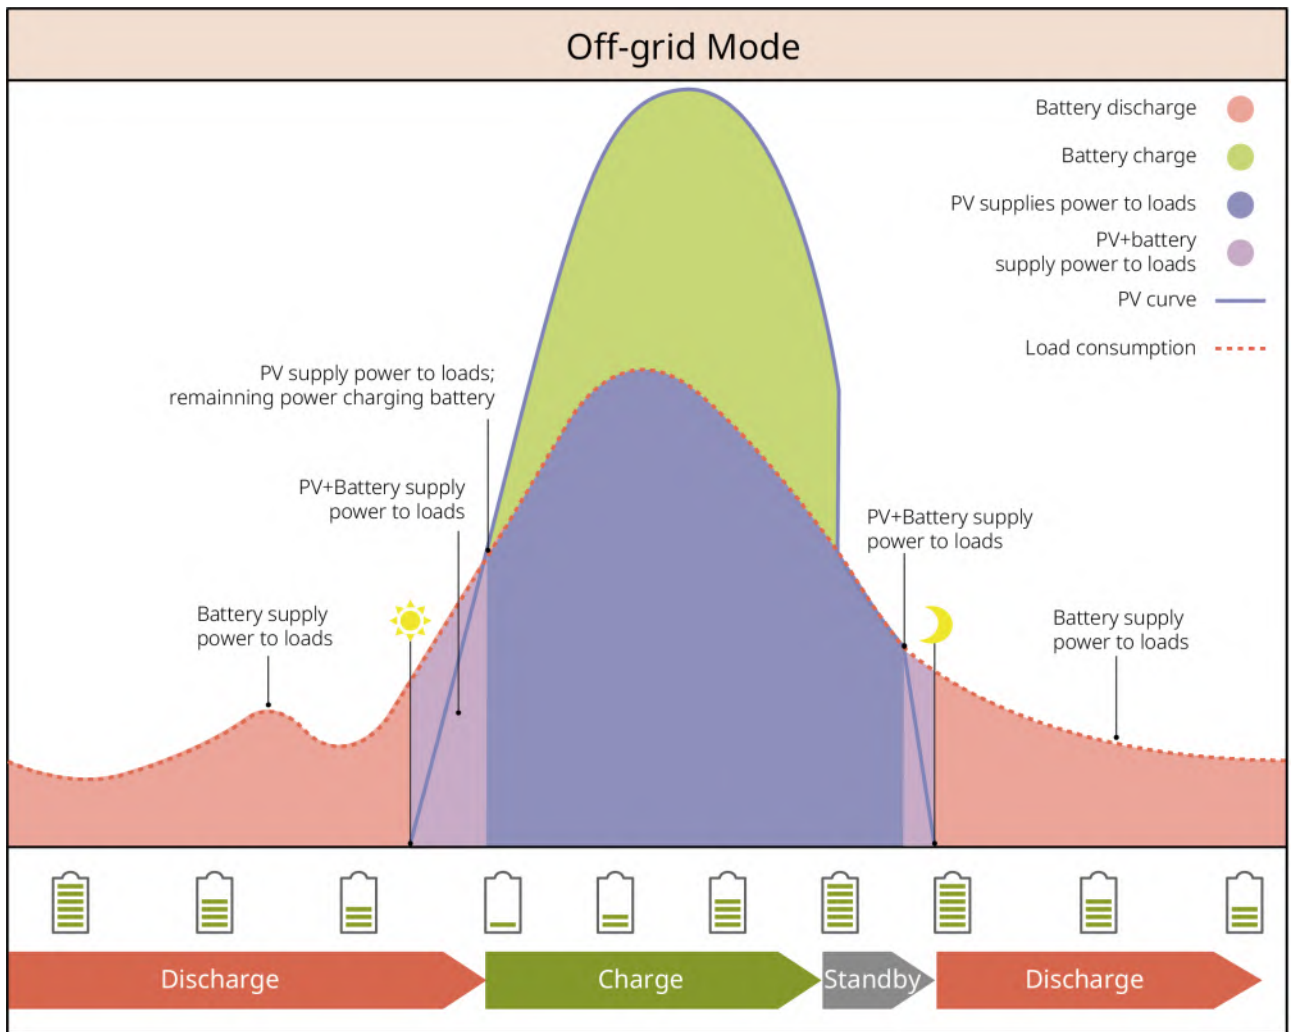 Off-grid Mode
Battery discharge
Battery charge
PV supplies power to loads
PV+battery
supply power to loads
PV curve
Load consumption
PV supply power to loads;
remainning power charging battery
PV+Battery supply
power to loads
PV+Battery supply
power to loads
Battery supply
power to loads
Battery supply
power to loads
Discharge
Charge
Standby
Discharge